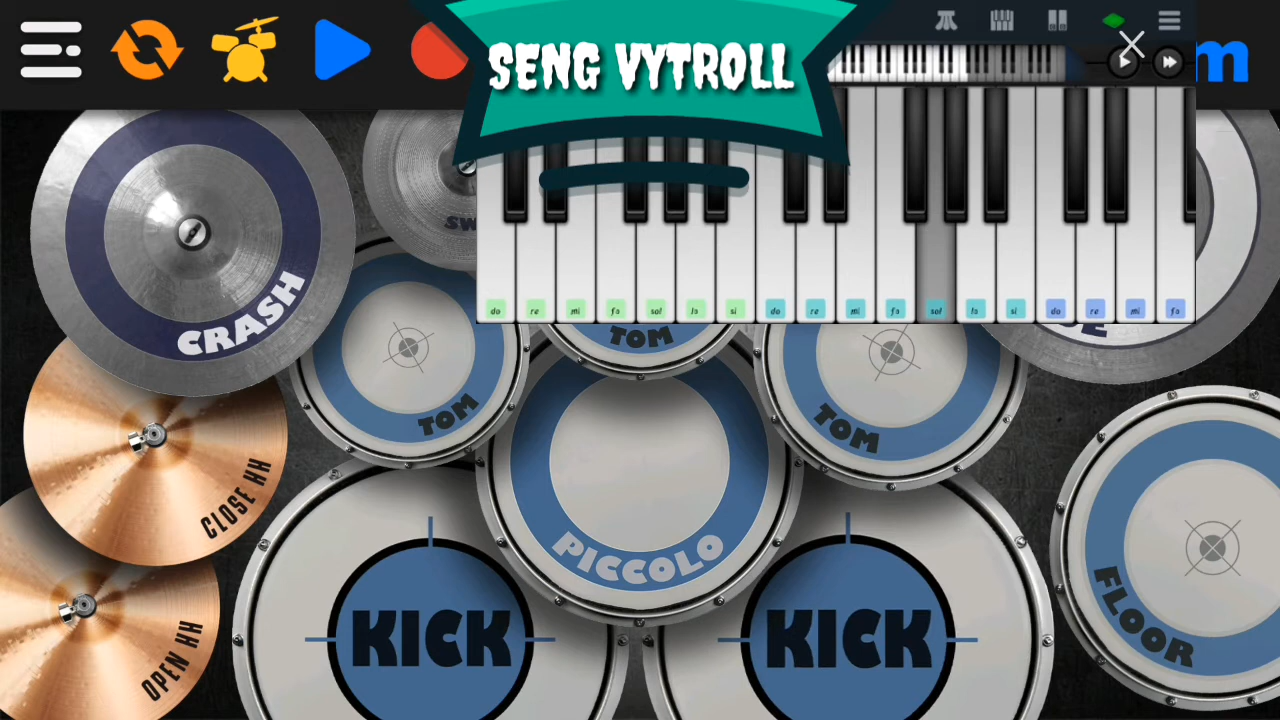 SENG VYTROLL
m
do re mi fa sol la si do re mi fa sol la si do re mi fa
CRASH
SW
TOM
TOM
TOM
CLOSE HH
PICCOLO
OPEN HH
KICK
KICK
FLOOR